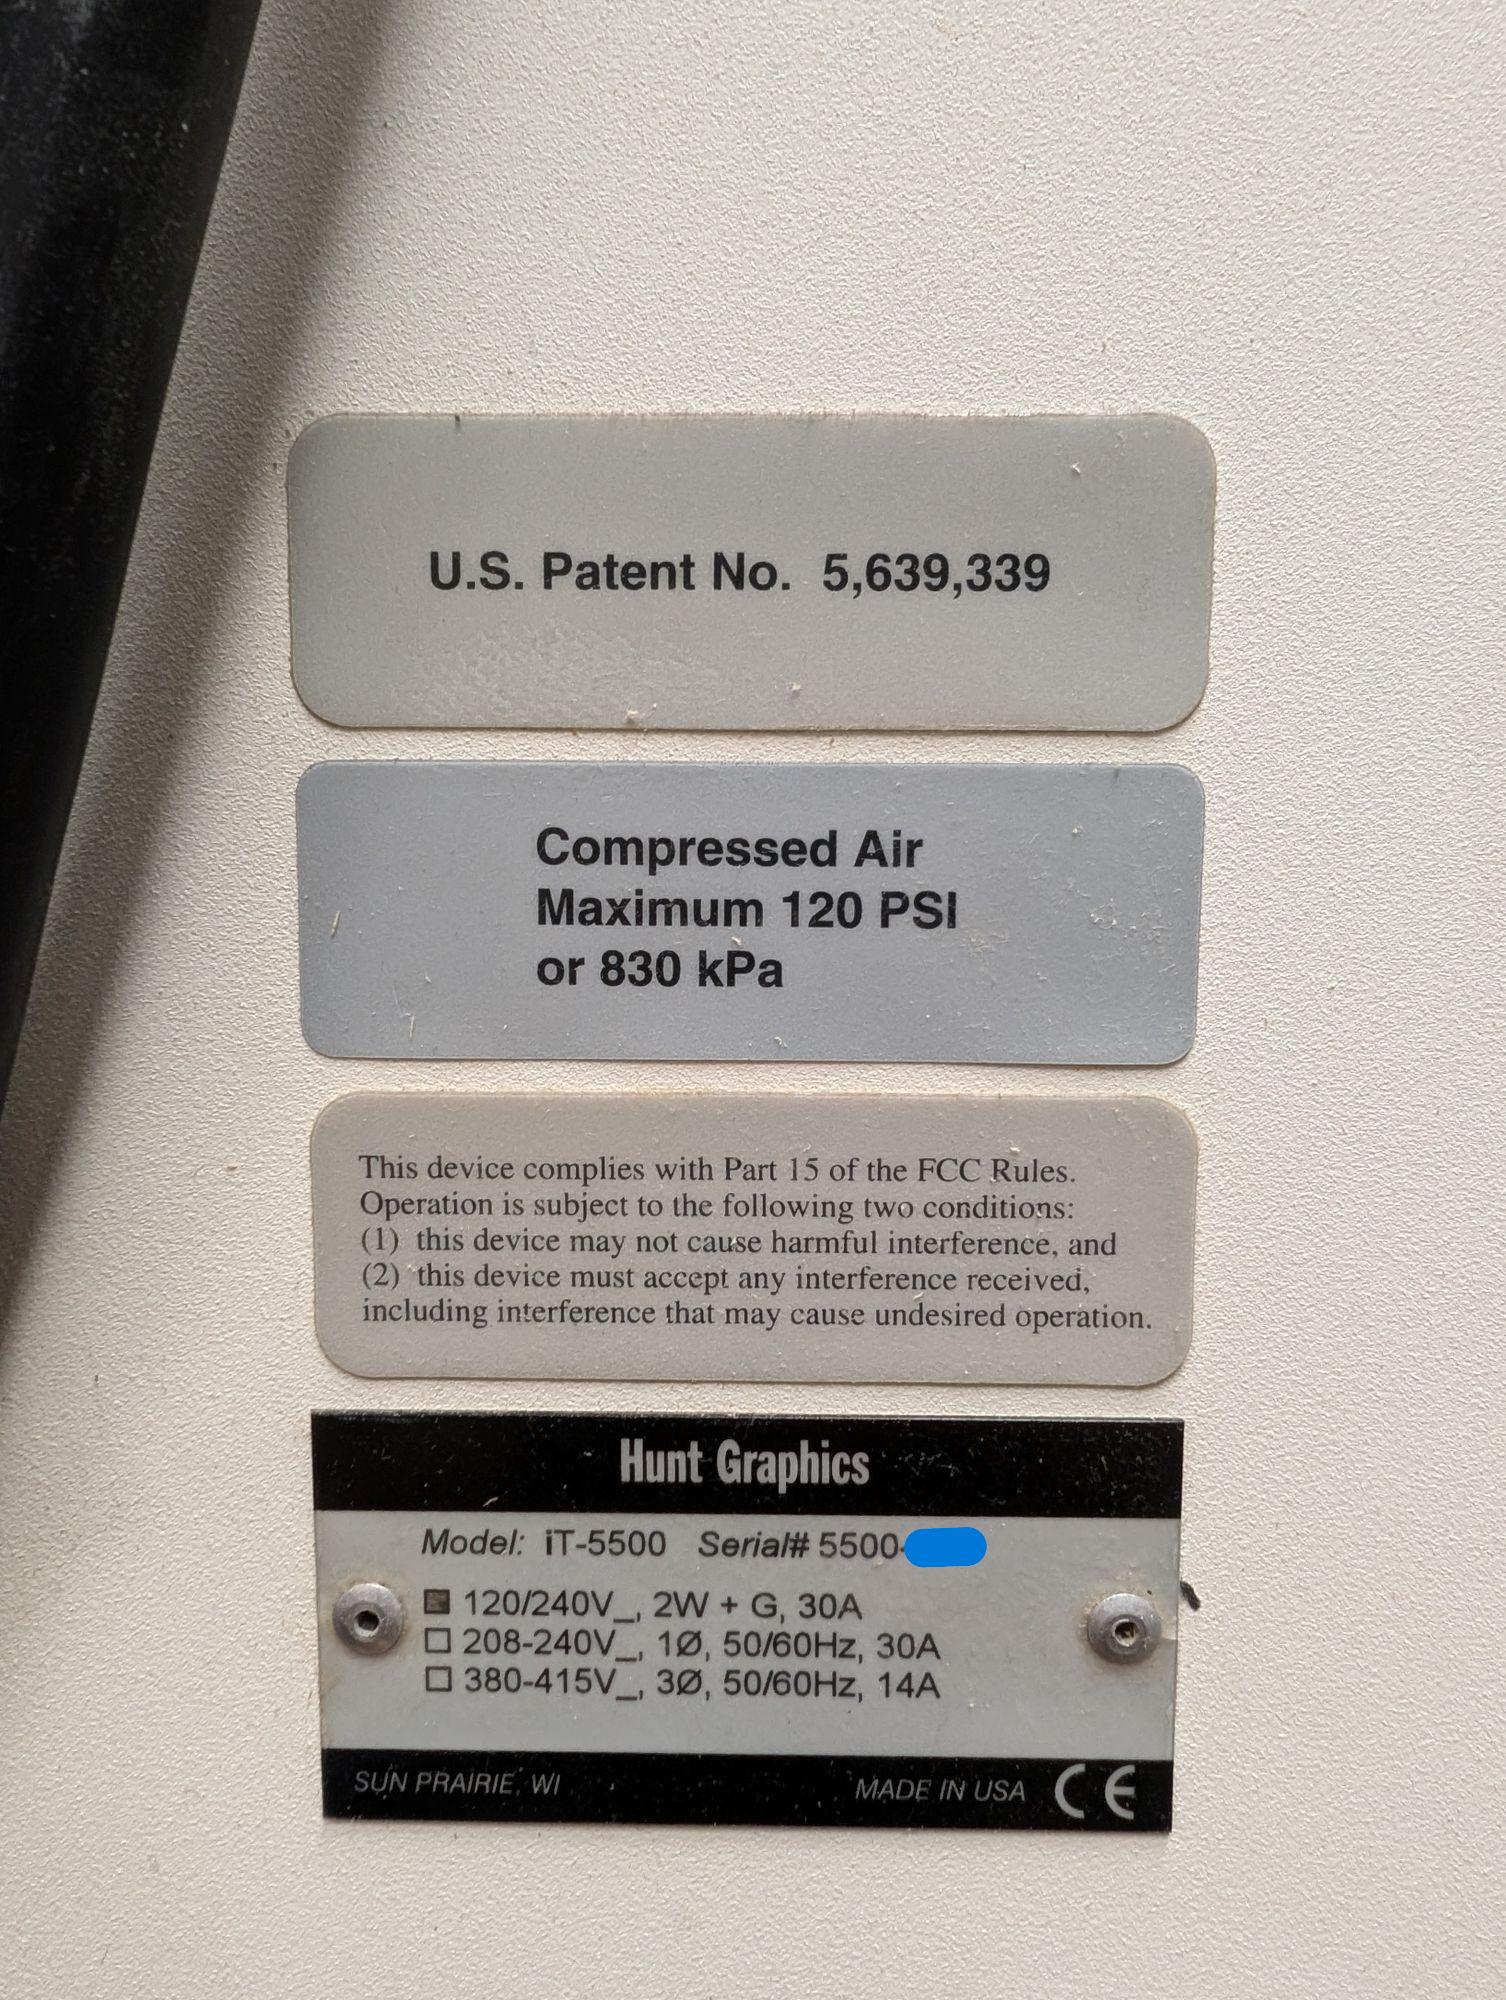 U.S. Patent No. 5,639,339
Compressed Air
Maximum 120 PSI
or 830 kPa
This device complies with Part 15 of the FCC Rules.
Operation is subject to the following two conditions:
(1) this device may not cause harmful interference, and
(2) this device must accept any interference received,
including interference that may cause undesired operation.
Hunt Graphics
Model: iT-5500 Serial# 5500-
■ 120/240V_, 2W + G, 30A
□ 208-240V_, 1Ø, 50/60Hz, 30A
□ 380-415V_, 3Ø, 50/60Hz, 14A
SUN PRAIRIE, WI MADE IN USA CE